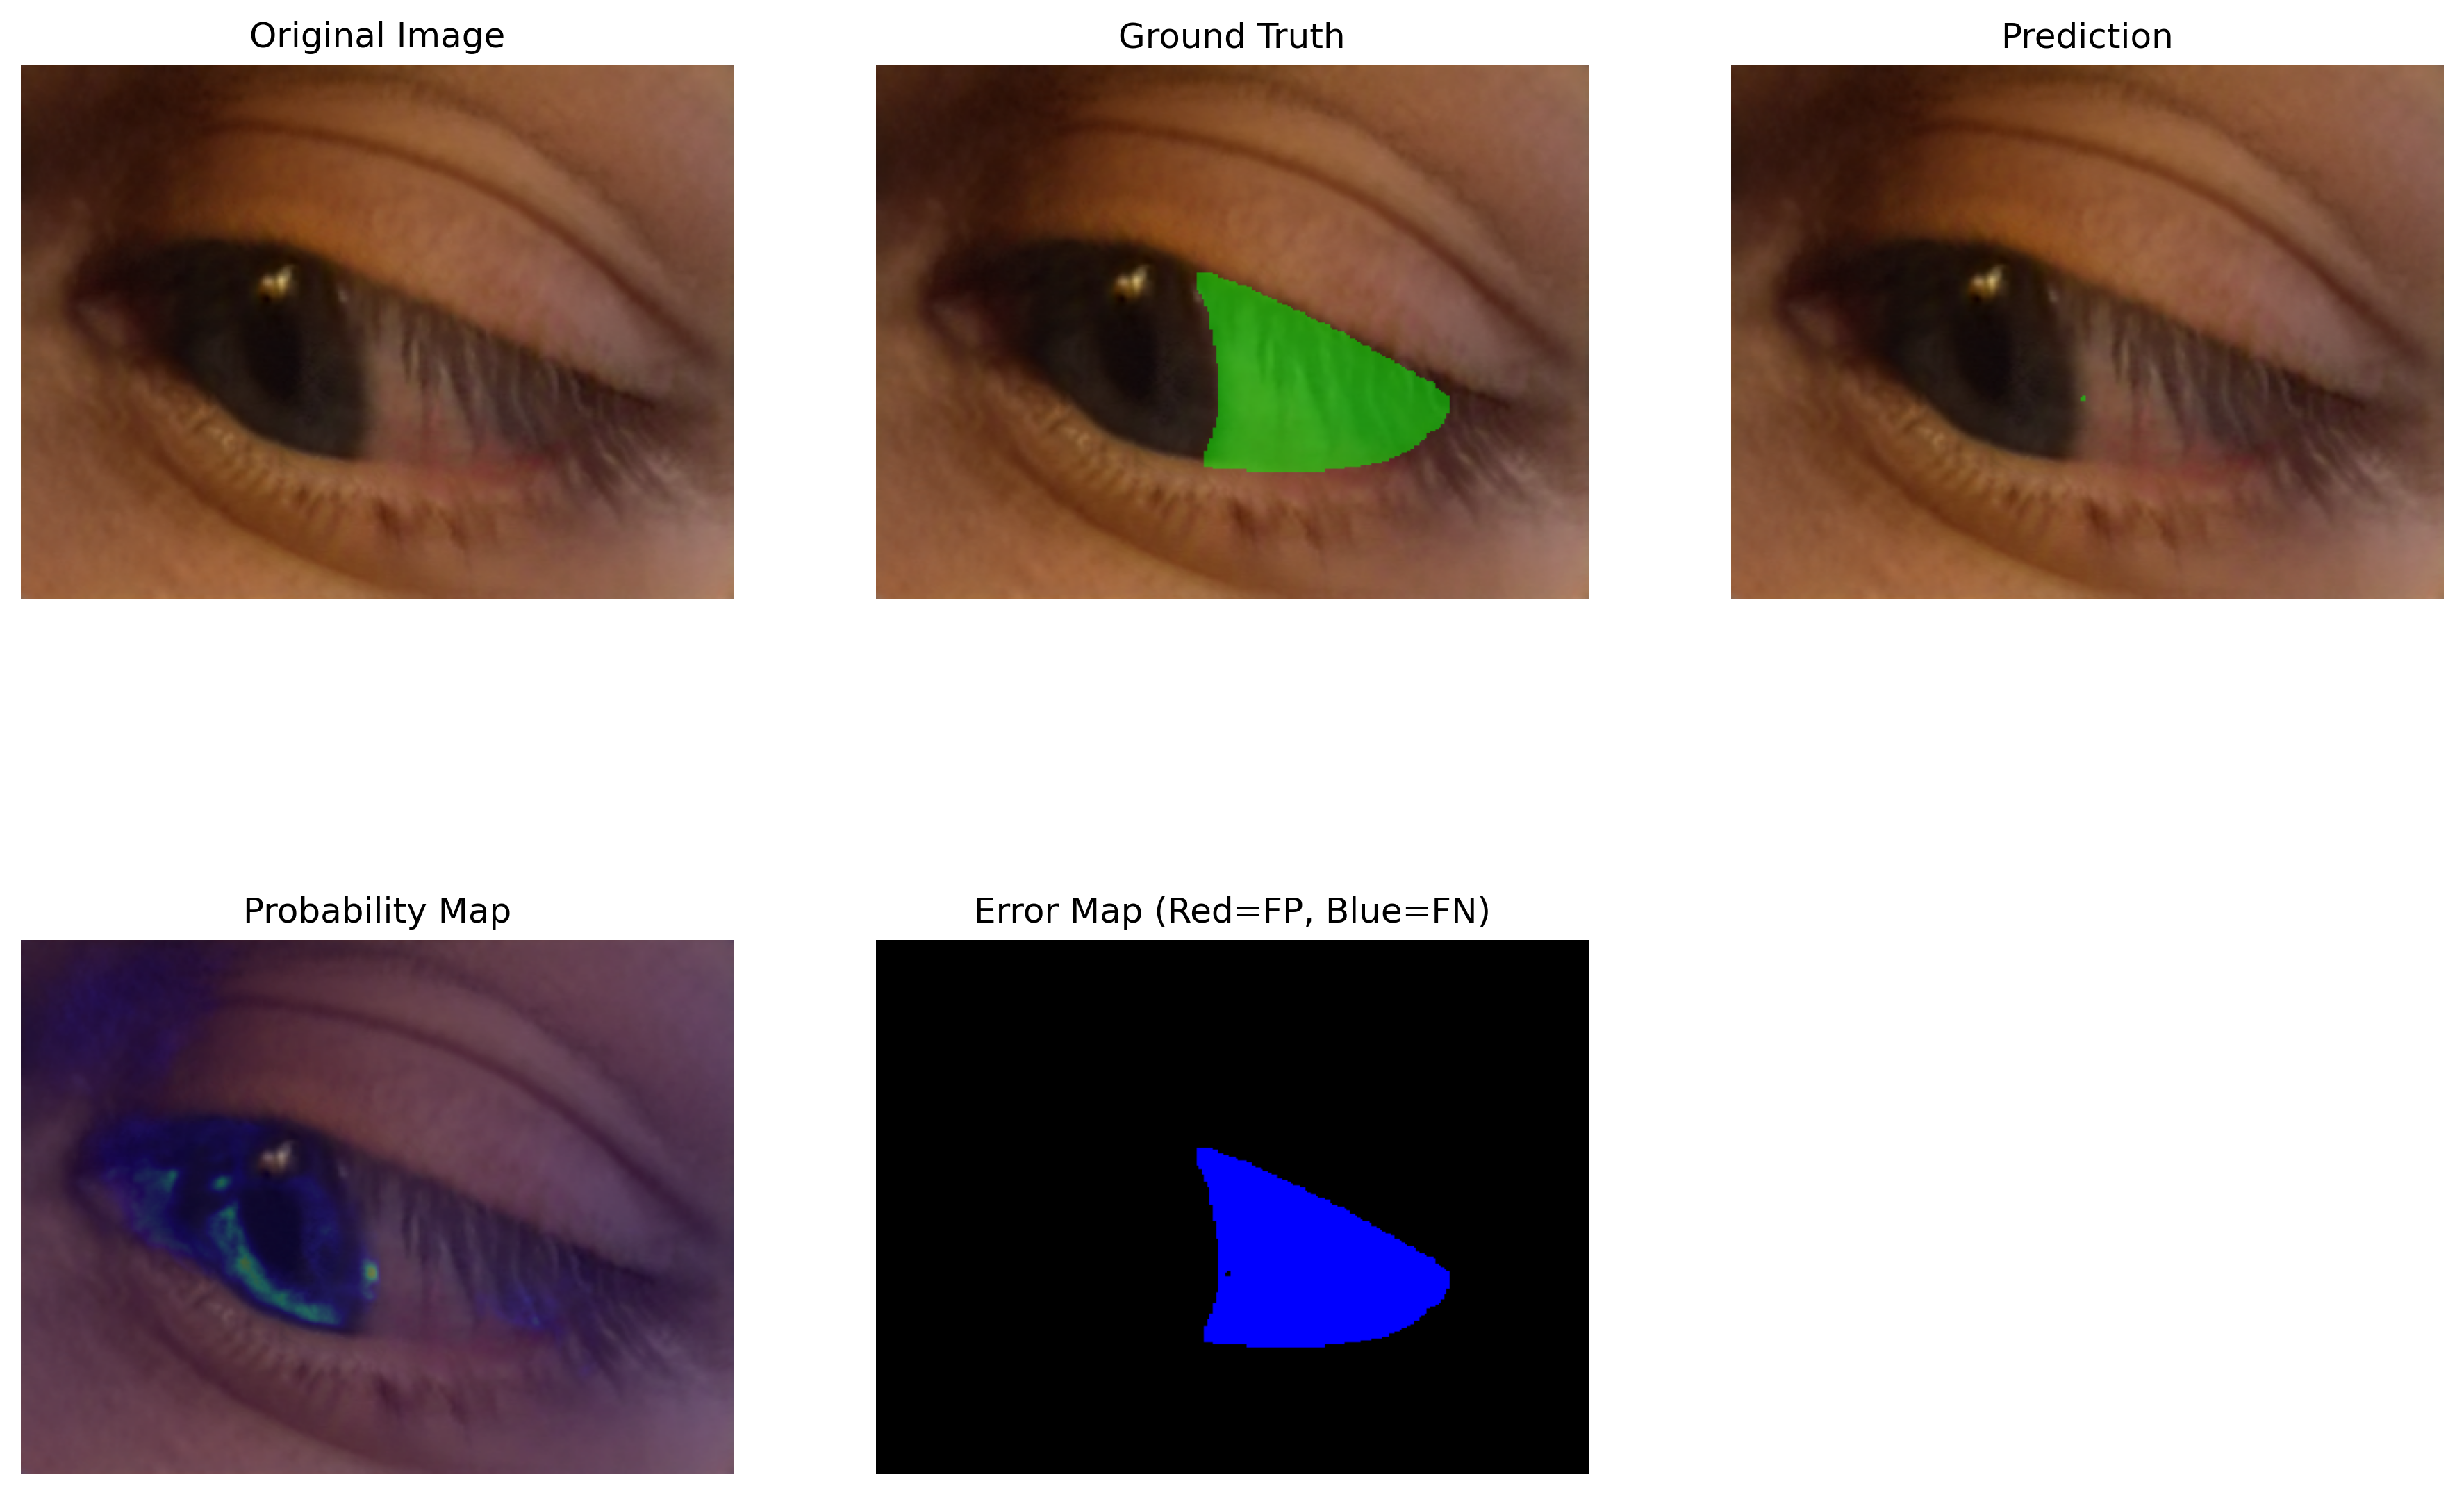 Original Image
Ground Truth
Prediction
Probability Map
Error Map (Red=FP, Blue=FN)